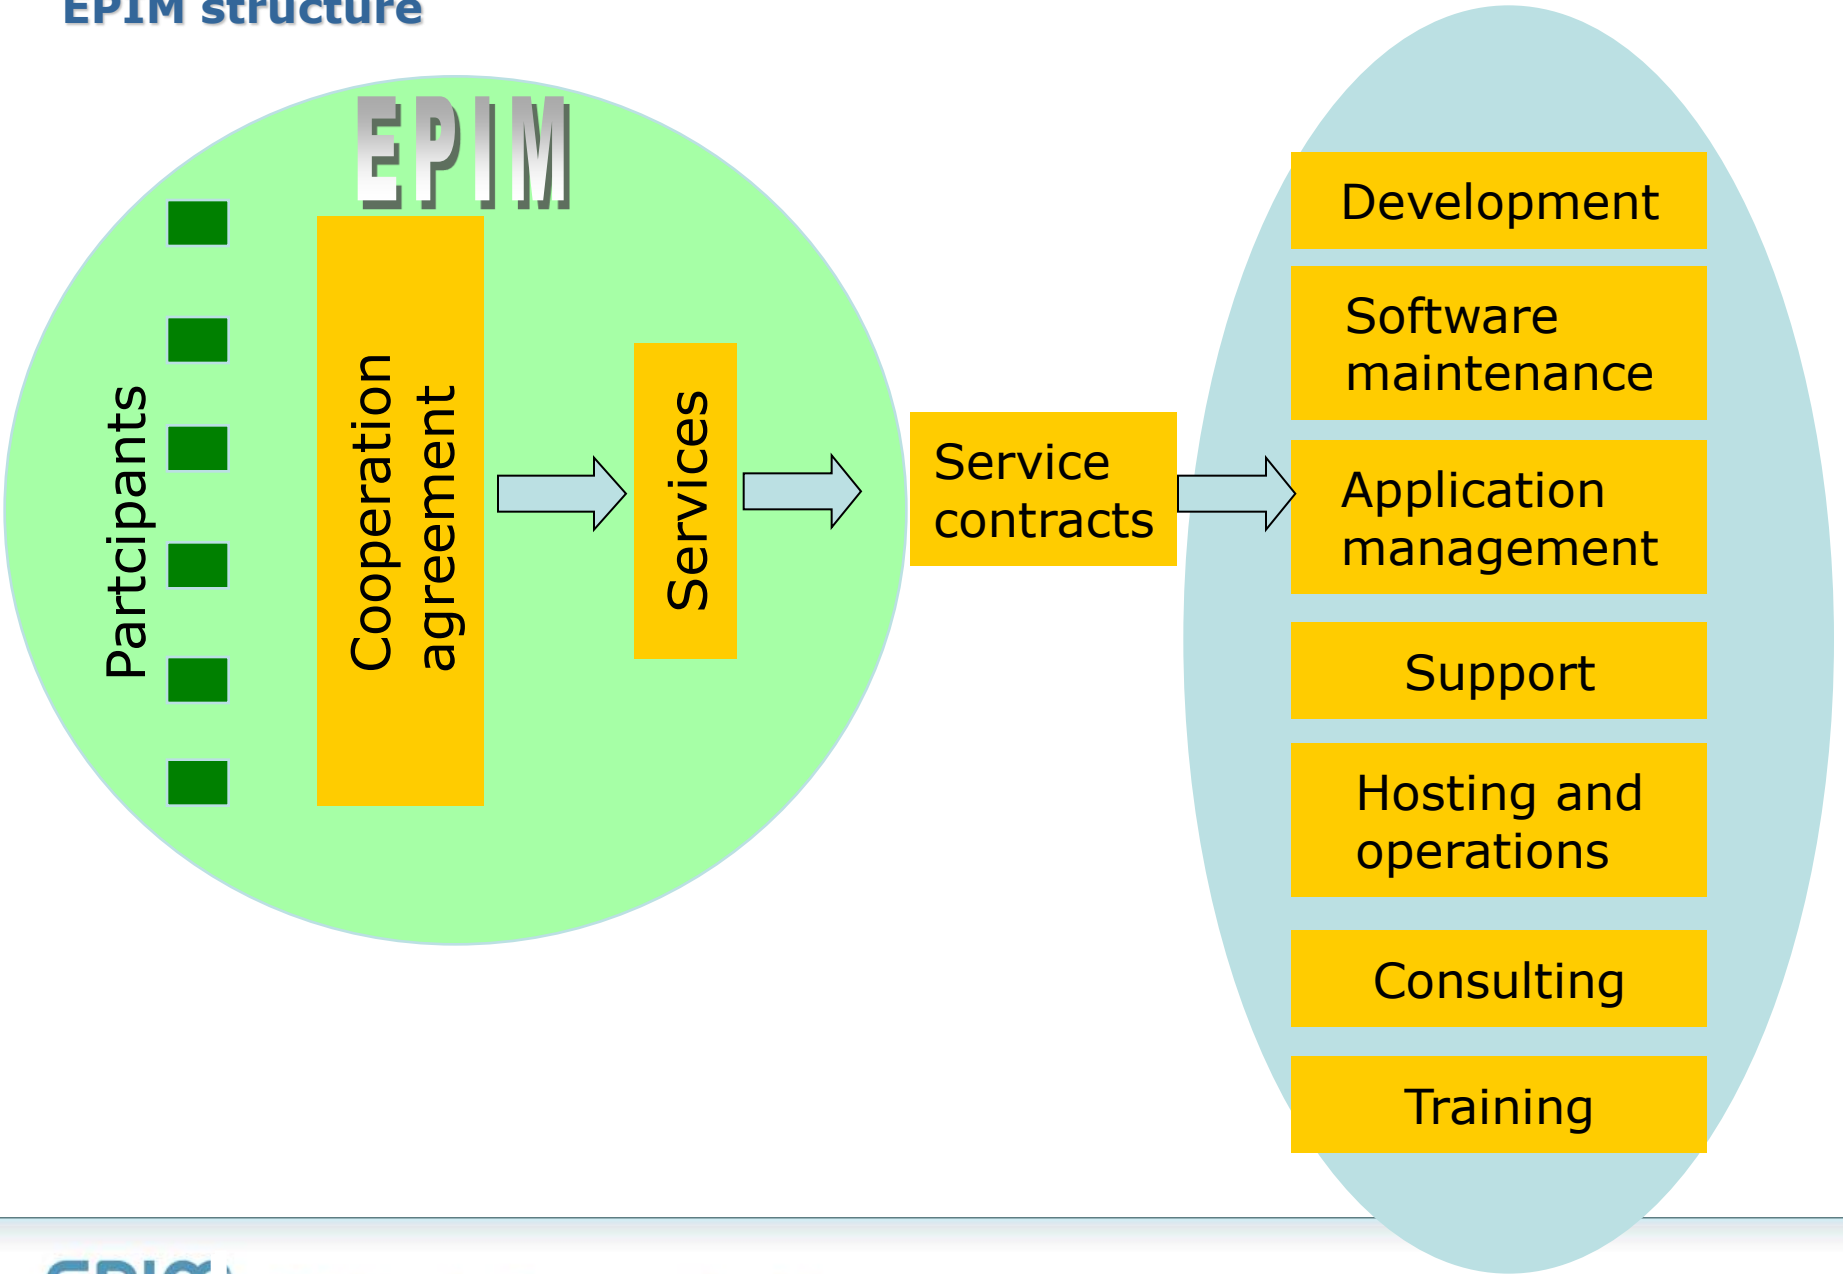 EPIM structure
EPIM
Partcipants
Cooperation
agreement
Services
Service
contracts
Development
Software
maintenance
Application
management
Support
Hosting and
operations
Consulting
Training